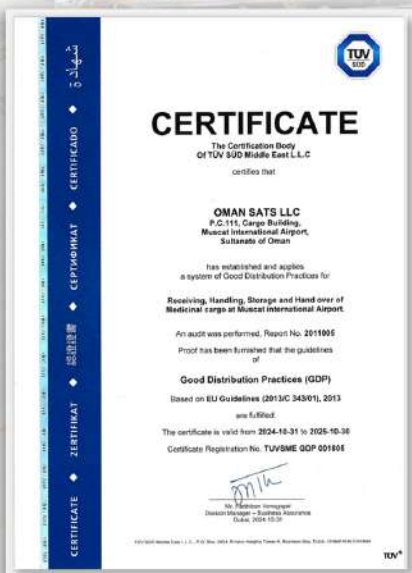 TÜV
SÜD
CERTIFICATE
The Certification Body
Of TÜV SÜD Middle East L.L.C
certifies that
OMAN SATS LLC
P.C.111, Cargo Building,
Muscat International Airport,
Sultanate of Oman
has established and applies
a system of Good Distribution Practices for
Receiving, Handling, Storage and Hand over of
Medicinal cargo at Muscat international Airport.
An audit was performed, Report No. 2011005
Proof has been furnished that the guidelines
of
Good Distribution Practices (GDP)
Based on EU Guidelines (2013/C 343/01), 2013
are fulfilled
The certificate is valid from 2024-10-31 to 2025-10-30
Certificate Registration No. TUVSME GDP 001005
Division Manager – Business Assurance
Dubai, 2024-10-31
TÜV®
CERTIFICATE ◆ ZERTIFIKAT ◆ 認證證書 ◆ СЕРТИФИКАТ ◆ CERTIFICADO ◆ شهادة